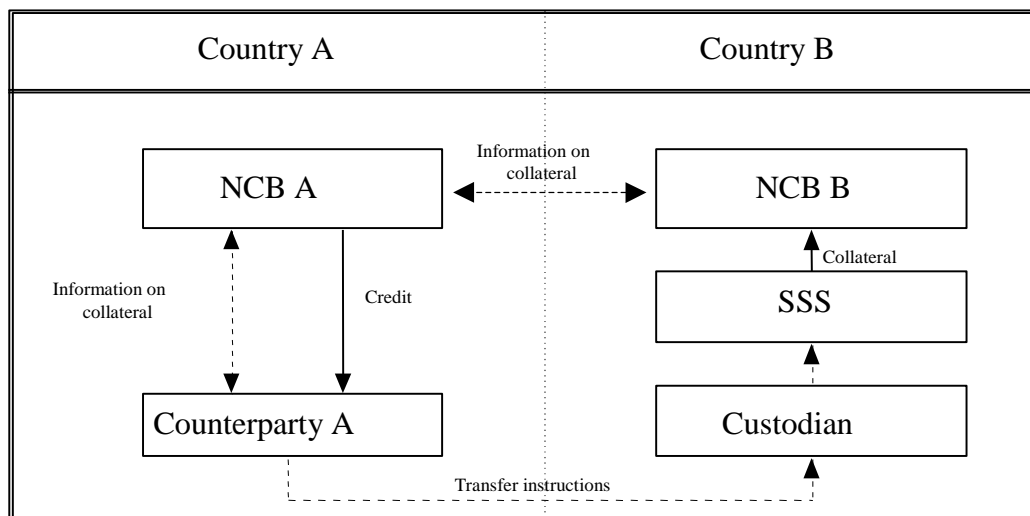 Country A
Country B
Information on
collateral
NCB A
NCB B
Collateral
Information on
collateral
Credit
SSS
Counterparty A
Custodian
Transfer instructions